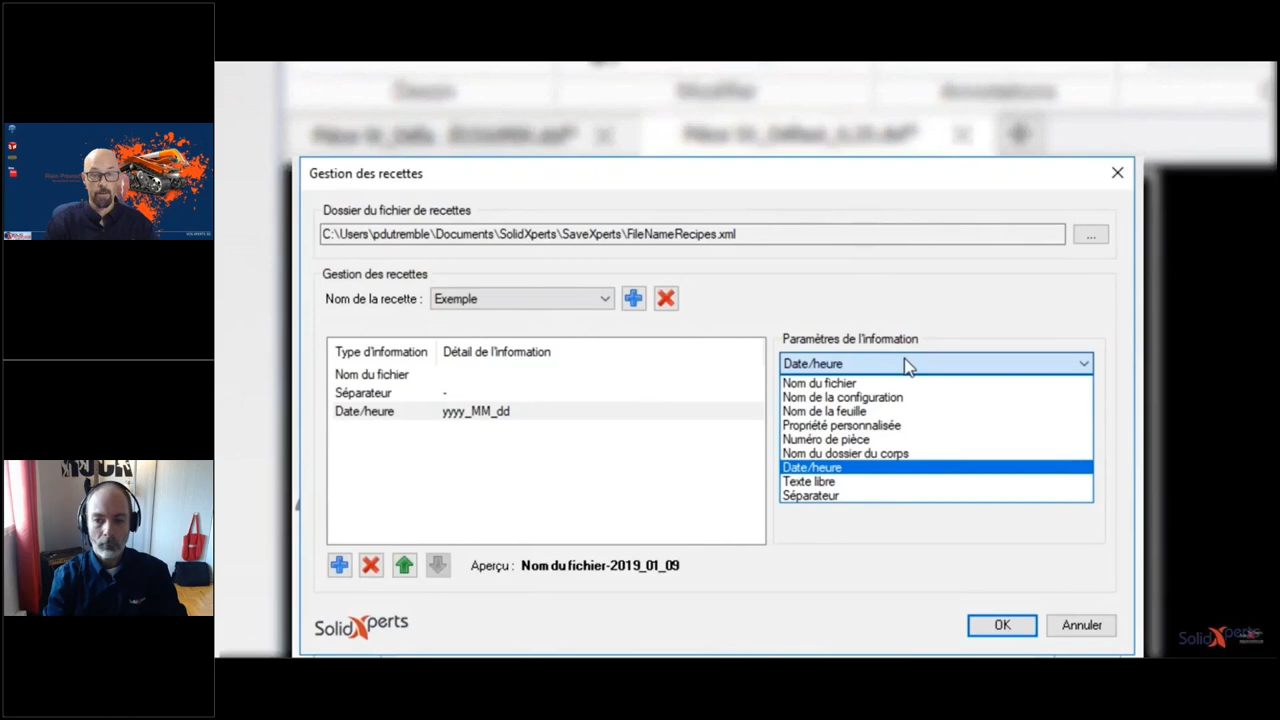 Gestion des recettes
Dossier du fichier de recettes
C:\Users\pdutremble\Documents\SolidXperts\SaveXperts\FileNameRecipes.xml
...
Gestion des recettes
Nom de la recette :
Exemple
Type d'information
Détail de l'information
Nom du fichier
Séparateur
-
Date/heure
yyyy_MM_dd
Paramètres de l'information
Date/heure
Nom du fichier
Nom de la configuration
Nom de la feuille
Propriété personnalisée
Numéro de pièce
Nom du dossier du corps
Date/heure
Texte libre
Séparateur
Aperçu : Nom du fichier-2019_01_09
SolidXperts
OK
Annuler
SolidXperts